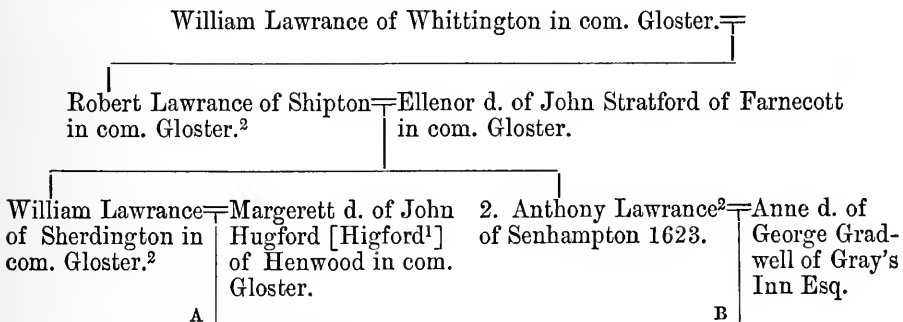 William Lawrance of Whittington in com. Gloster.
Robert Lawrance of Shipton
in com. Gloster.²
Ellenor d. of John Stratford of Farnecott
in com. Gloster.
William Lawrance
of Sherdington in
com. Gloster.²
Margerett d. of John
Hugford [Higford¹]
of Henwood in com.
Gloster.
2. Anthony Lawrance²
of Senhampton 1623.
Anne d. of
George Grad-
well of Gray's
Inn Esq.
A
B